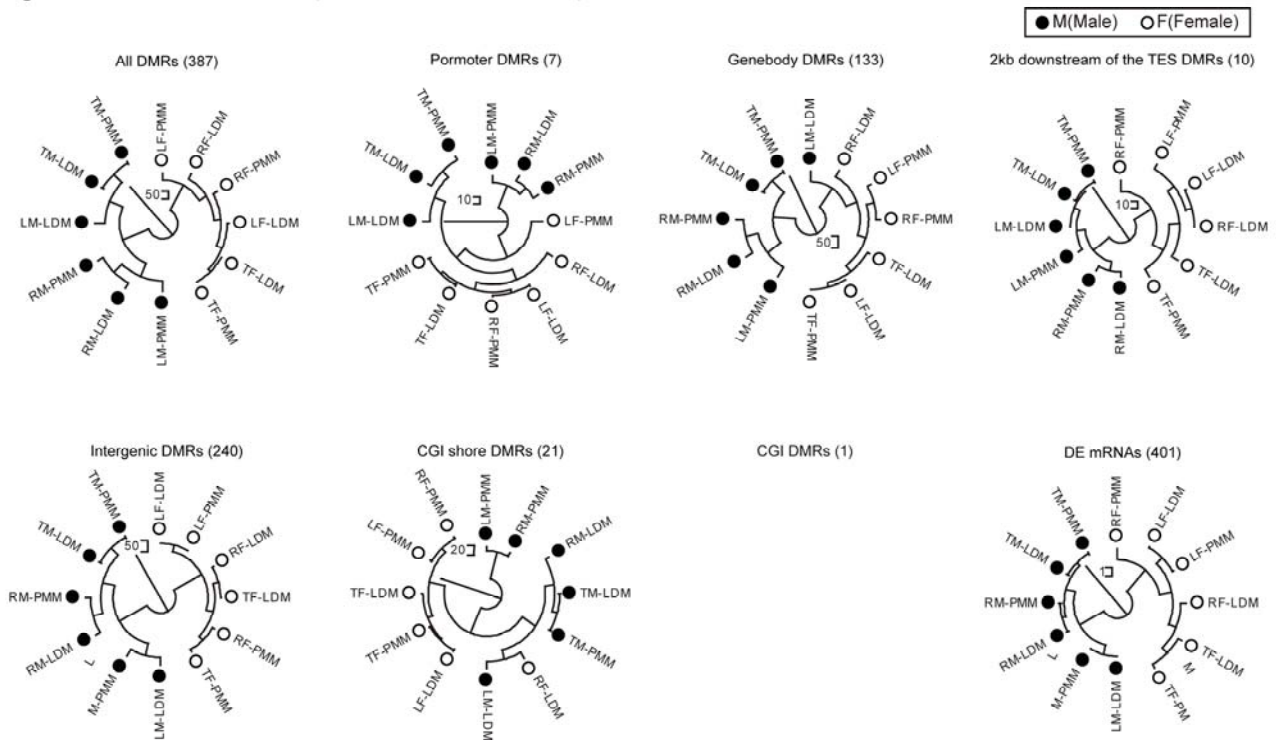 M(Male) F(Female)
All DMRs (387)
TM-PMM
LF-PMM
RF-LDM
RF-PMM
LF-LDM
TF-LDM
TF-PMM
LM-PMM
RM-LDM
RM-PMM
LM-LDM
TM-LDM
50
Pormoter DMRs (7)
TM-PMM
LM-PMM
RM-LDM
RM-PMM
LF-PMM
RF-LDM
LF-LDM
RF-PMM
TF-LDM
TF-PMM
LM-LDM
TM-LDM
10
Genebody DMRs (133)
TM-PMM
LM-LDM
RF-LDM
LF-PMM
RF-PMM
TF-LDM
LF-LDM
TF-PMM
LM-PMM
RM-LDM
RM-PMM
TM-LDM
50
2kb downstream of the TES DMRs (10)
TM-PMM
RF-PMM
LF-PMM
LF-LDM
RF-LDM
TF-LDM
TF-PMM
RM-LDM
RM-PMM
LM-PMM
LM-LDM
TM-LDM
10
Intergenic DMRs (240)
TM-PMM
LF-LDM
LF-PMM
RF-LDM
TF-LDM
RF-PMM
TF-PMM
LM-LDM
M-PMM
L
RM-LDM
RM-PMM
TM-LDM
50
CGI shore DMRs (21)
RF-PMM
LM-PMM
RM-PMM
RM-LDM
TM-LDM
TM-PMM
RF-LDM
LM-LDM
LF-LDM
TF-PMM
TF-LDM
LF-PMM
20
CGI DMRs (1)
DE mRNAs (401)
TM-PMM
RF-PMM
LF-LDM
LF-PMM
RF-LDM
TF-LDM
M
TF-PM
LM-LDM
M-PMM
L
RM-LDM
RM-PMM
TM-LDM
1